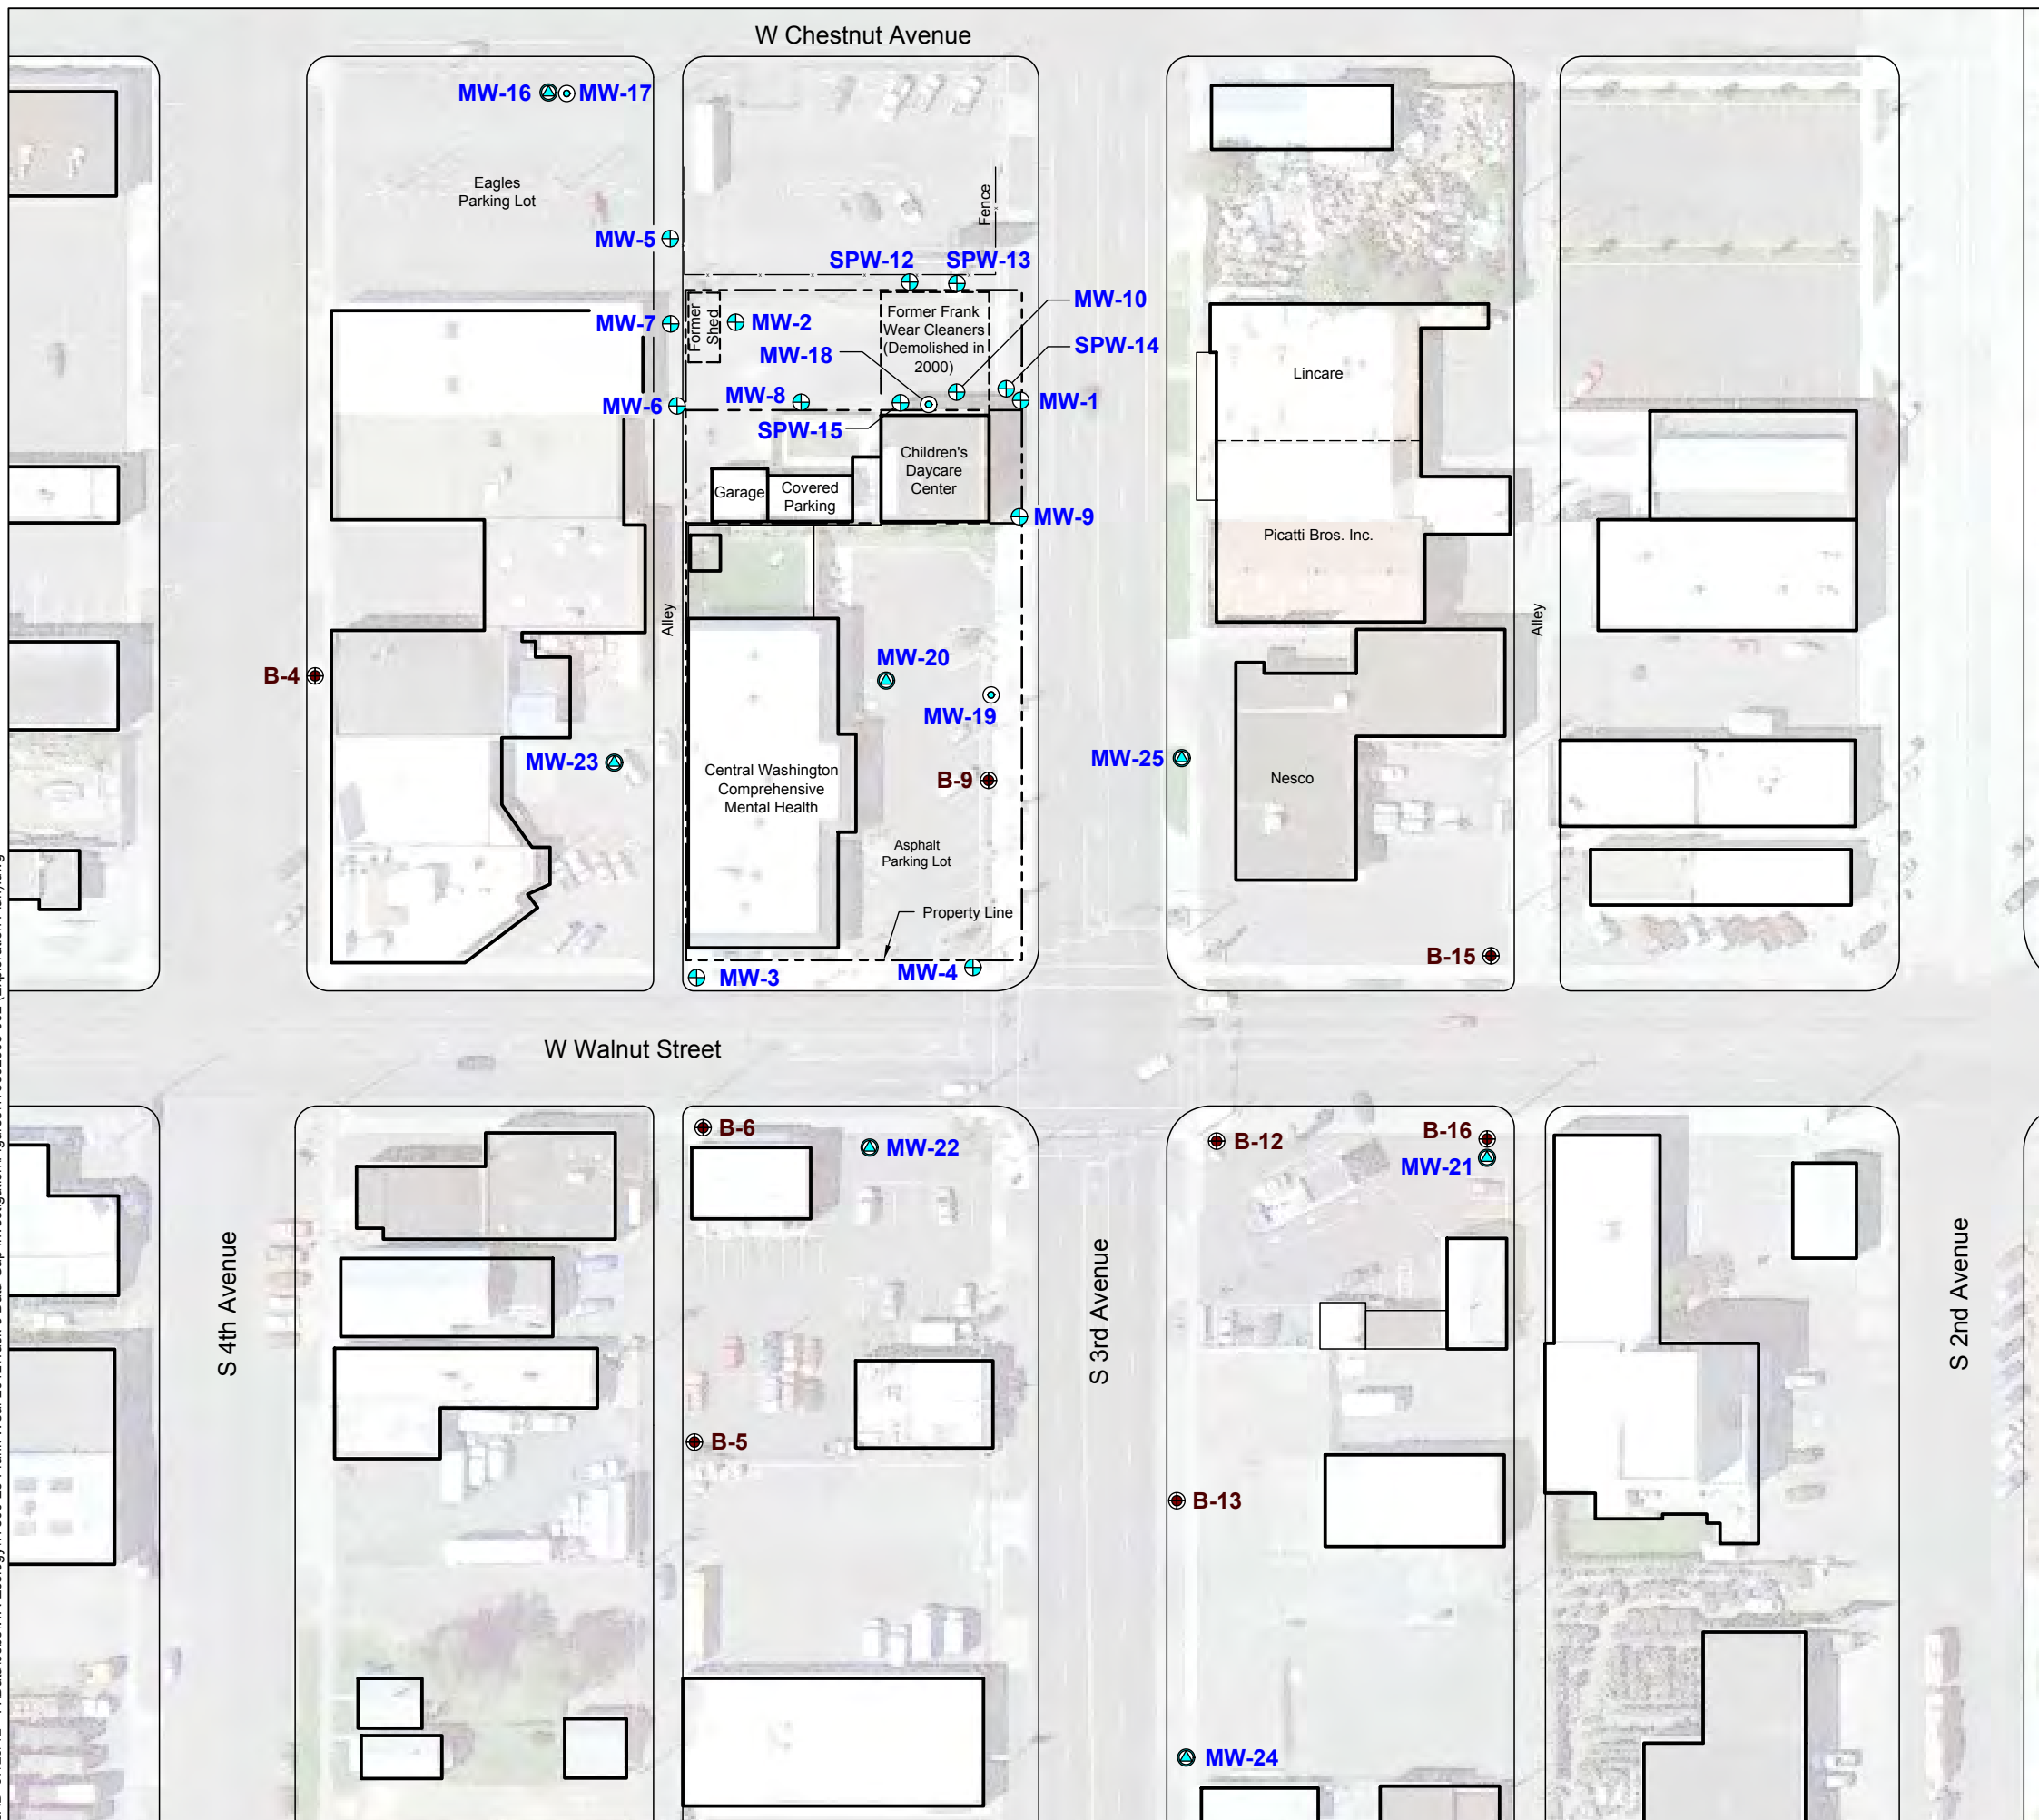 W Chestnut Avenue
MW-16
MW-17
Eagles
Parking Lot
Fence
MW-5
SPW-12
SPW-13
MW-10
Former
Shed
MW-7
MW-2
Former Frank
Wear Cleaners
(Demolished in
2000)
MW-18
SPW-14
Lincare
MW-6
MW-8
MW-1
SPW-15
Children's
Daycare
Center
Garage
Covered
Parking
MW-9
Picatti Bros. Inc.
Alley
Alley
B-4
MW-20
MW-19
MW-23
MW-25
Central Washington
Comprehensive
Mental Health
B-9
Nesco
Asphalt
Parking Lot
Property Line
B-15
MW-3
MW-4
W Walnut Street
B-6
MW-22
B-12
B-16
MW-21
S 4th Avenue
S 3rd Avenue
S 2nd Avenue
B-5
B-13
MW-24